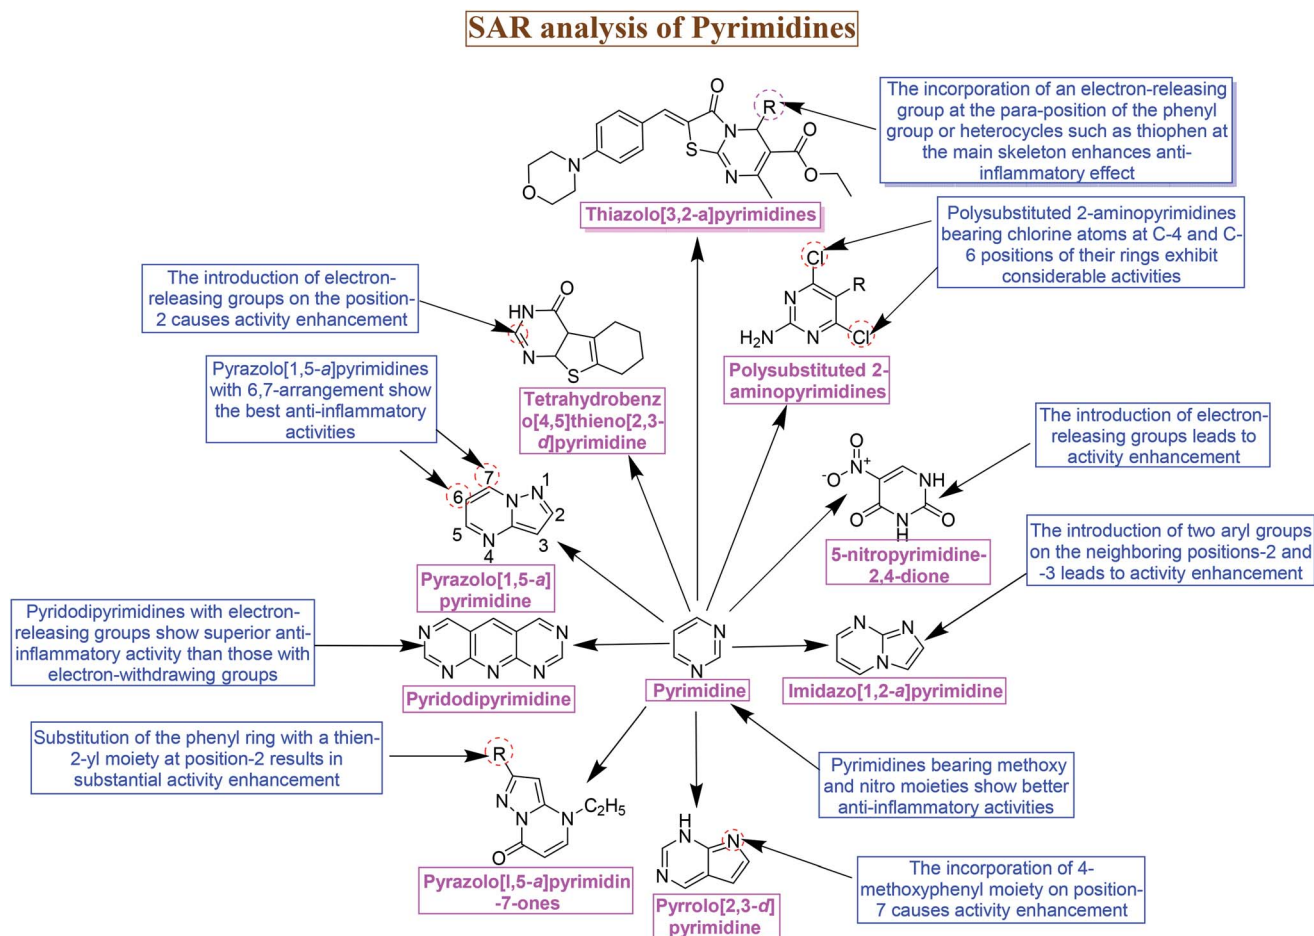 SAR analysis of Pyrimidines
The incorporation of an electron-releasing
group at the para-position of the phenyl
group or heterocycles such as thiophen at
the main skeleton enhances anti-
inflammatory effect
O
R
N
S
N
O
O
N
O
Thiazolo[3,2-a]pyrimidines
Polysubstituted 2-aminopyrimidines
bearing chlorine atoms at C-4 and C-
6 positions of their rings exhibit
considerable activities
Cl
R
N
N
H₂N
Cl
Polysubstituted 2-
aminopyrimidines
The introduction of electron-
releasing groups on the position-
2 causes activity enhancement
O
HN
N
S
Tetrahydrobenz
o[4,5]thieno[2,3-
d]pyrimidine
Pyrazolo[1,5-a]pyrimidines
with 6,7-arrangement show
the best anti-inflammatory
activities
7
1
6
N
N
2
5
N
3
4
Pyrazolo[1,5-a]
pyrimidine
The introduction of electron-
releasing groups leads to
activity enhancement
O
N⁺
⁻O
NH
O
N
H
O
5-nitropyrimidine-
2,4-dione
The introduction of two aryl groups
on the neighboring positions-2 and
-3 leads to activity enhancement
N
N
N
Imidazo[1,2-a]pyrimidine
Pyridodipyrimidines with electron-
releasing groups show superior anti-
inflammatory activity than those with
electron-withdrawing groups
N
N
N
N
N
Pyridodipyrimidine
N
N
Pyrimidine
Substitution of the phenyl ring with a thien-
2-yl moiety at position-2 results in
substantial activity enhancement
R
N
N
N
C₂H₅
O
Pyrazolo[l,5-a]pyrimidin
-7-ones
Pyrimidines bearing methoxy
and nitro moieties show better
anti-inflammatory activities
H
N
N
N
Pyrrolo[2,3-d]
pyrimidine
The incorporation of 4-
methoxyphenyl moiety on position-
7 causes activity enhancement